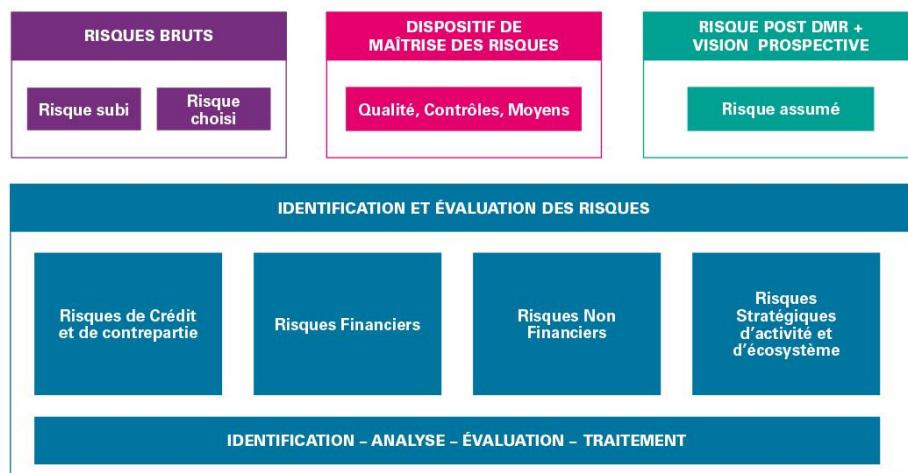 RISQUES BRUTS
Risque subi
Risque
choisi
DISPOSITIF DE
MAÎTRISE DES RISQUES
Qualité, Contrôles, Moyens
RISQUE POST DMR +
VISION PROSPECTIVE
Risque assumé
IDENTIFICATION ET ÉVALUATION DES RISQUES
Risques de Crédit
et de contrepartie
Risques Financiers
Risques Non
Financiers
Risques
Stratégiques
d’activité et
d’écosystème
IDENTIFICATION – ANALYSE – ÉVALUATION – TRAITEMENT